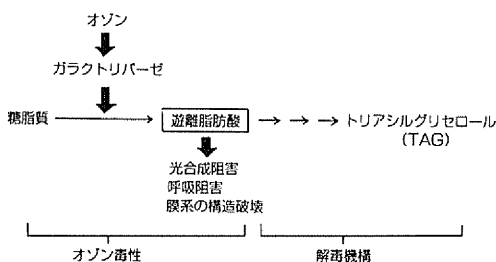 オゾン
ガラクトリパーゼ
糖脂質
遊離脂肪酸
トリアシルグリセロール
(TAG)
光合成阻害
呼吸阻害
膜系の構造破壊
オゾン毒性
解毒機構